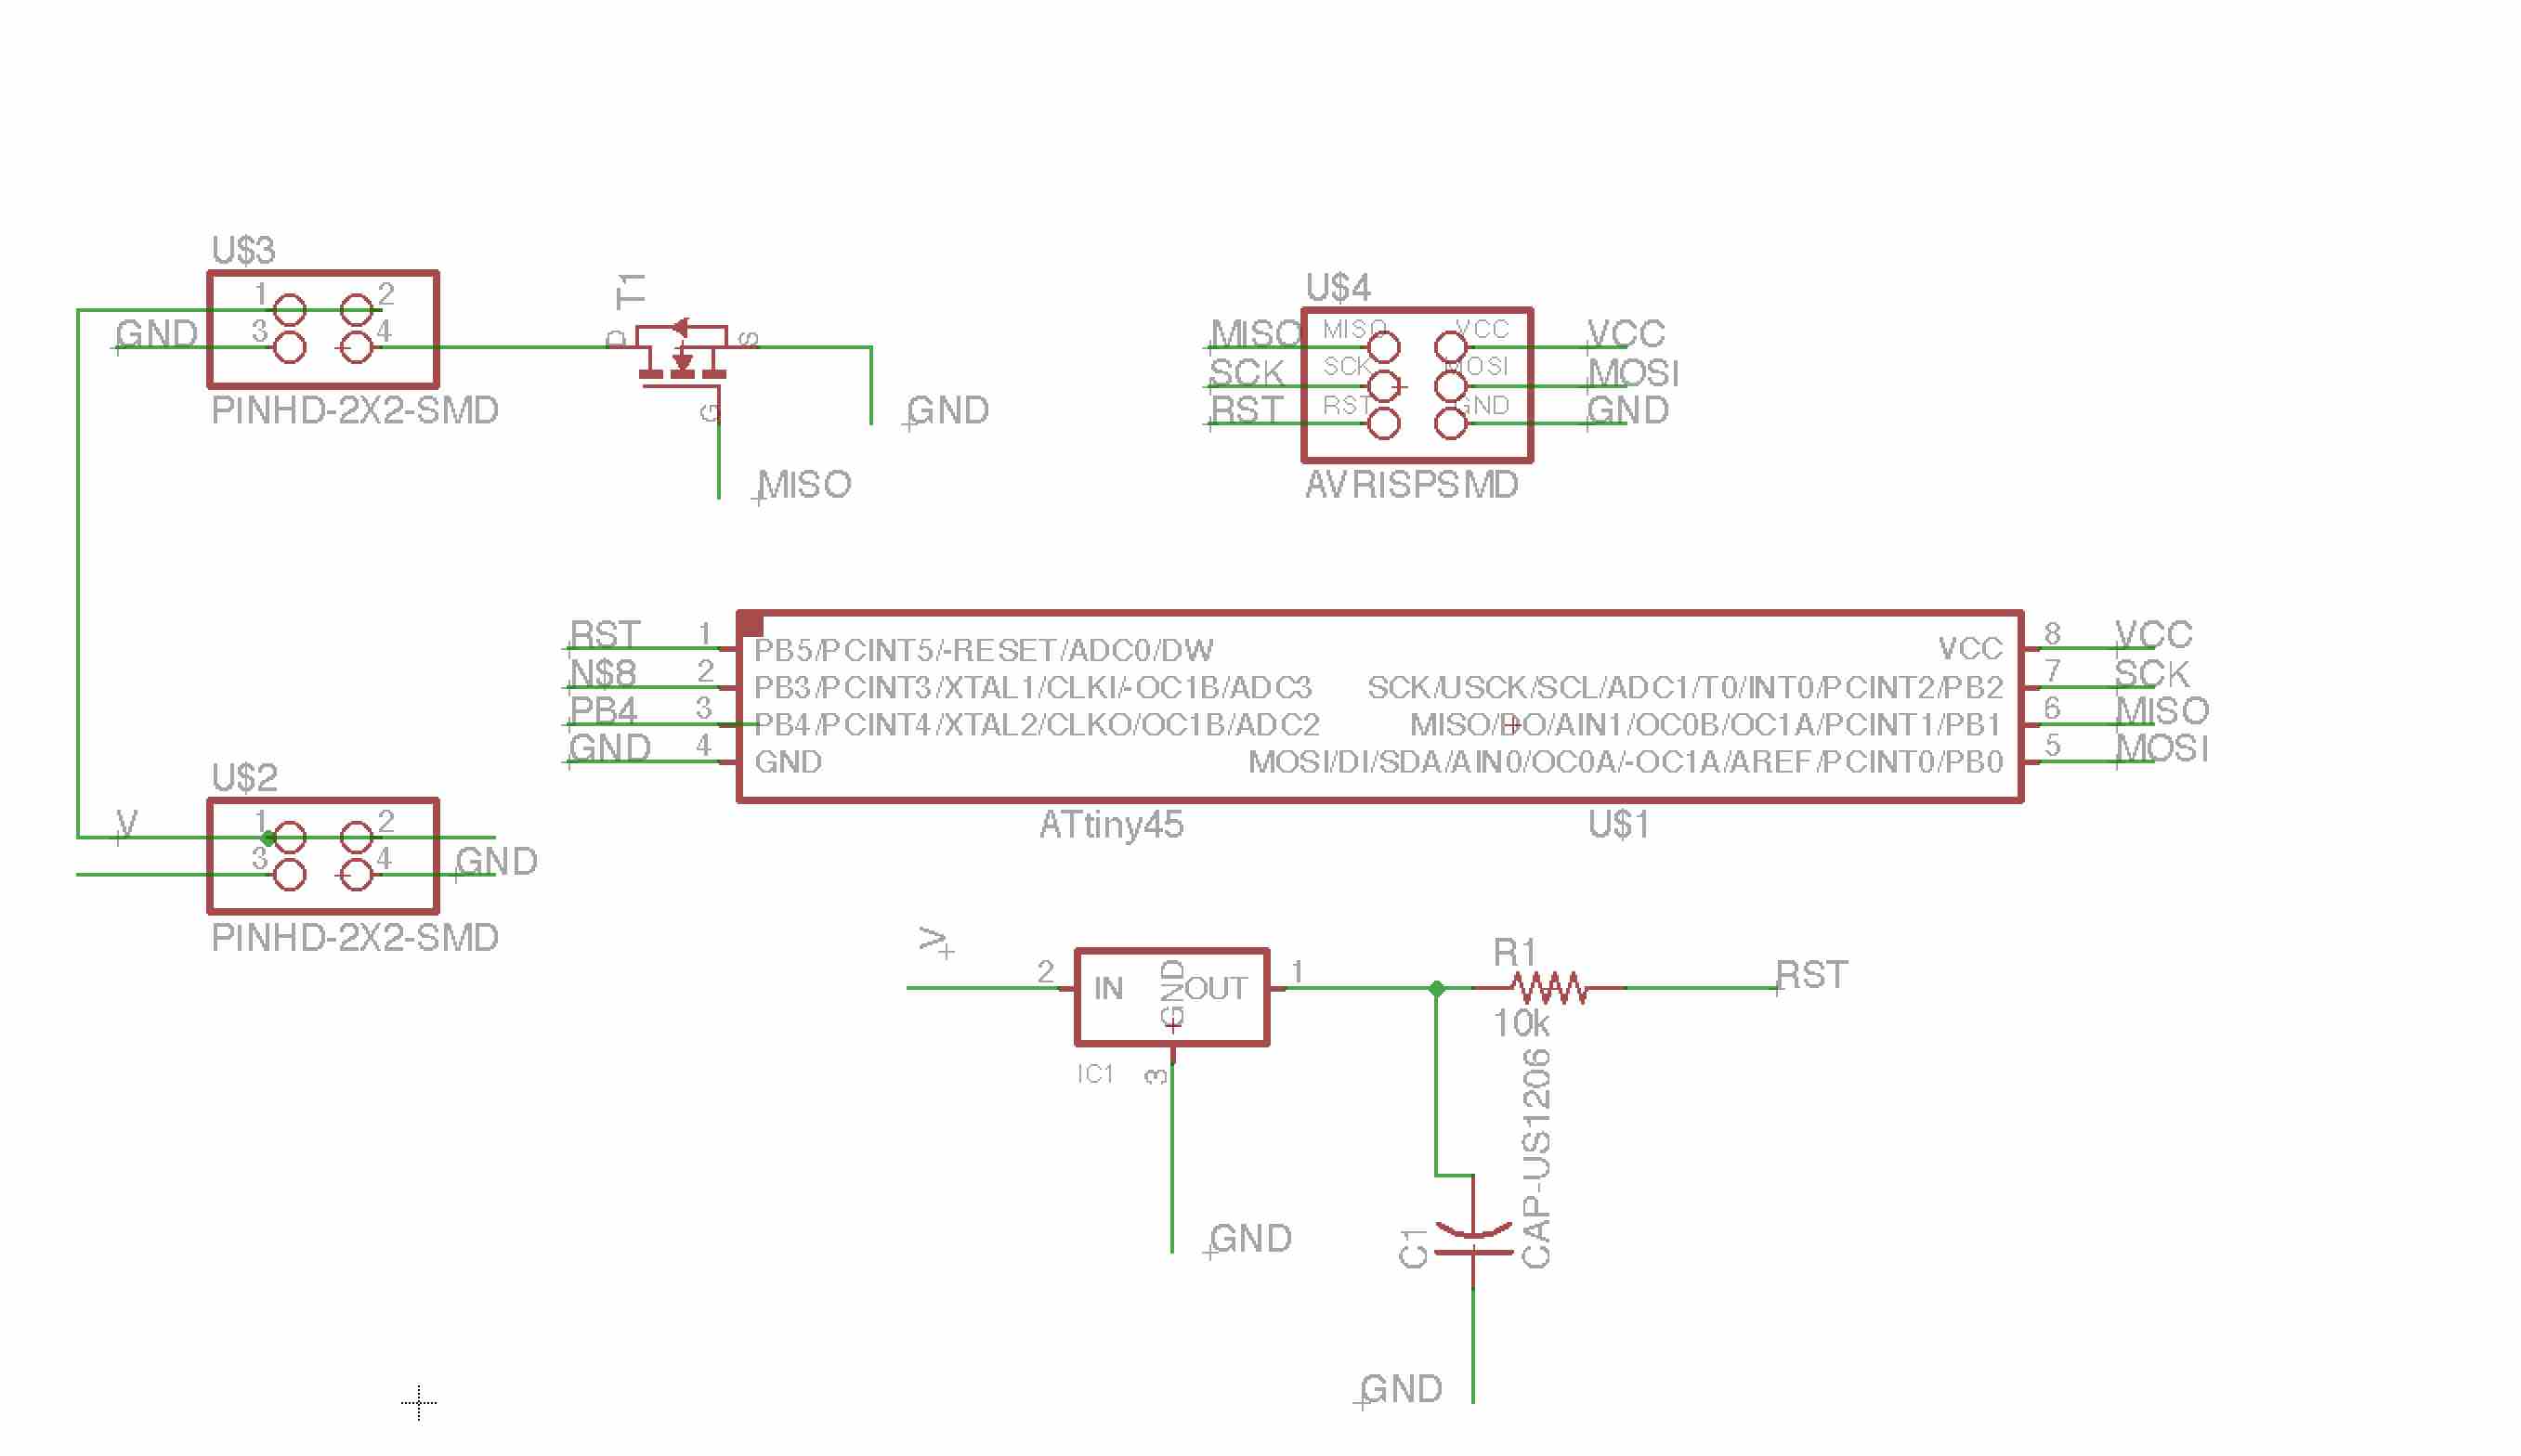 U$3
1 2
GND 3 4
PINHD-2X2-SMD
T1
D S
G
GND
MISO
U$4
MISO MISO VCC VCC
SCK SCK MOSI MOSI
RST RST GND GND
AVRISPSMD
RST 1 PB5/PCINT5/-RESET/ADC0/DW VCC 8 VCC
N$8 2 PB3/PCINT3/XTAL1/CLKI/-OC1B/ADC3 SCK/USCK/SCL/ADC1/T0/INT0/PCINT2/PB2 7 SCK
PB4 3 PB4/PCINT4/XTAL2/CLKO/OC1B/ADC2 MISO/DO/AIN1/OC0B/OC1A/PCINT1/PB1 6 MISO
GND 4 GND MOSI/DI/SDA/AIN0/OC0A/-OC1A/AREF/PCINT0/PB0 5 MOSI
ATtiny45 U$1
U$2
V 1 2
3 4 GND
PINHD-2X2-SMD
V
2 IN GND OUT 1
IC1 3
GND
R1
10k
RST
C1
CAP-US1206
GND